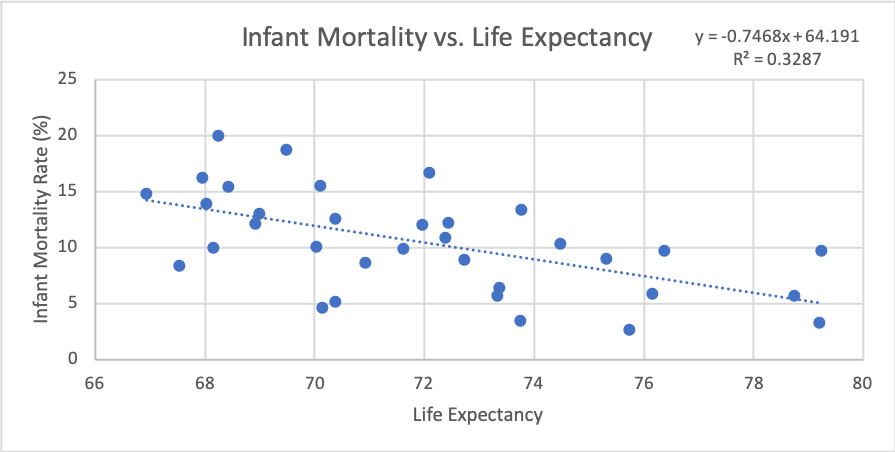 Infant Mortality vs. Life Expectancy
y = -0.7468x + 64.191
R² = 0.3287
25
20
15
10
5
0
Infant Mortality Rate (%)
66 68 70 72 74 76 78 80
Life Expectancy